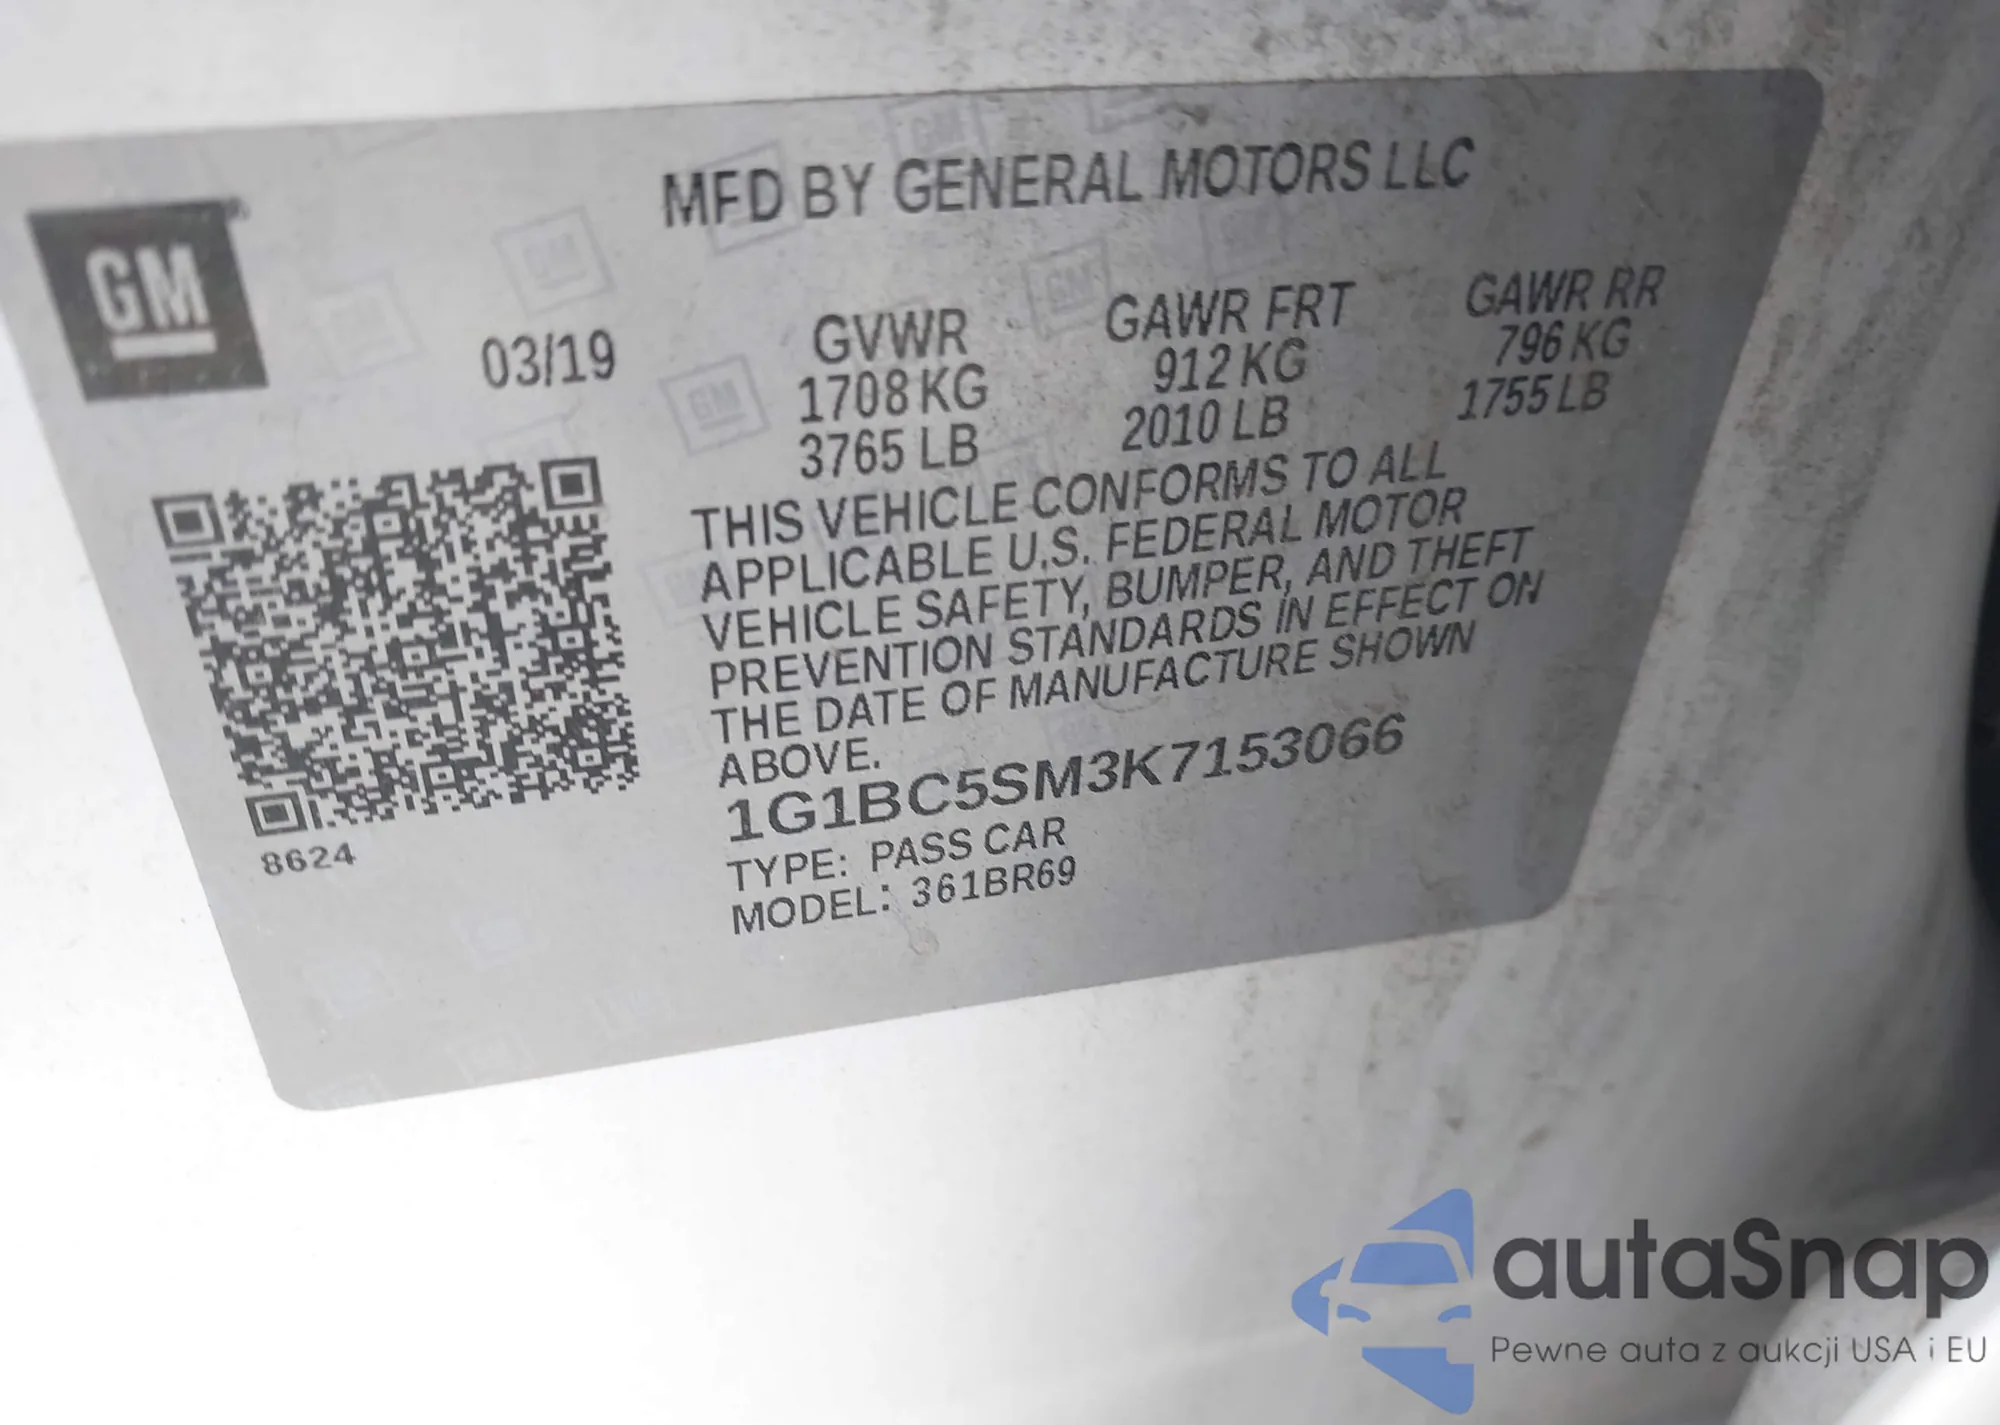 MFD BY GENERAL MOTORS LLC
GM
03/19
GVWR GAWR FRT GAWR RR
1708 KG 912 KG 796 KG
3765 LB 2010 LB 1755 LB
THIS VEHICLE CONFORMS TO ALL
APPLICABLE U.S. FEDERAL MOTOR
VEHICLE SAFETY, BUMPER, AND THEFT
PREVENTION STANDARDS IN EFFECT ON
THE DATE OF MANUFACTURE SHOWN
ABOVE.
1G1BC5SM3K7153066
TYPE: PASS CAR
MODEL: 361BR69
8624
autaSnap
Pewne auta z aukcji USA i EU